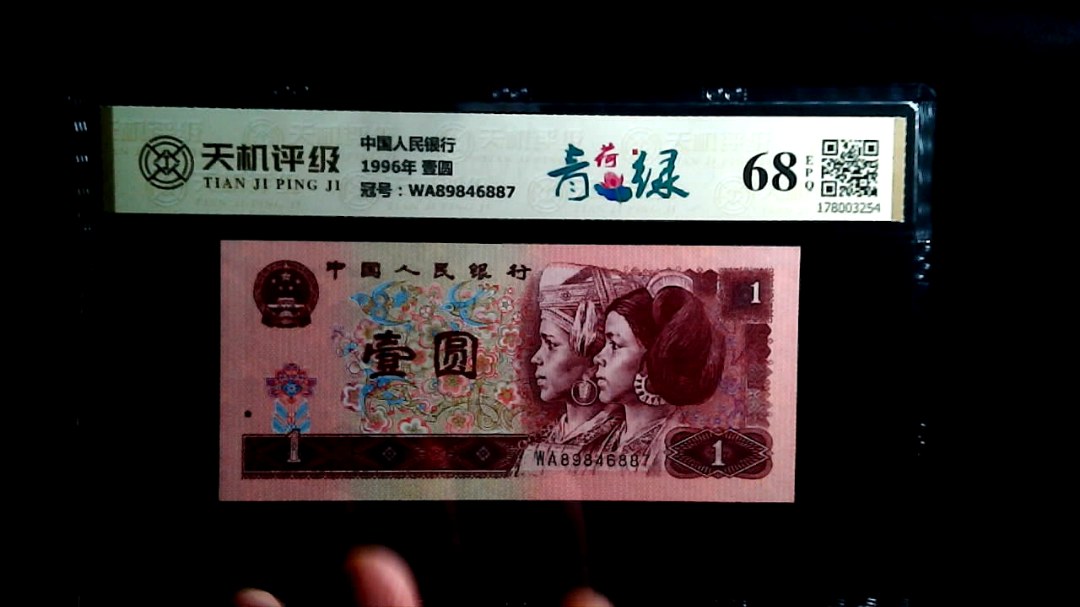 天机评级
TIAN JI PING JI
中国人民银行
1996年 壹圆
冠号：WA89846887
青荷绿
68
EPQ
178003254
中国人民银行
1
壹圆
1
WA89846887
1